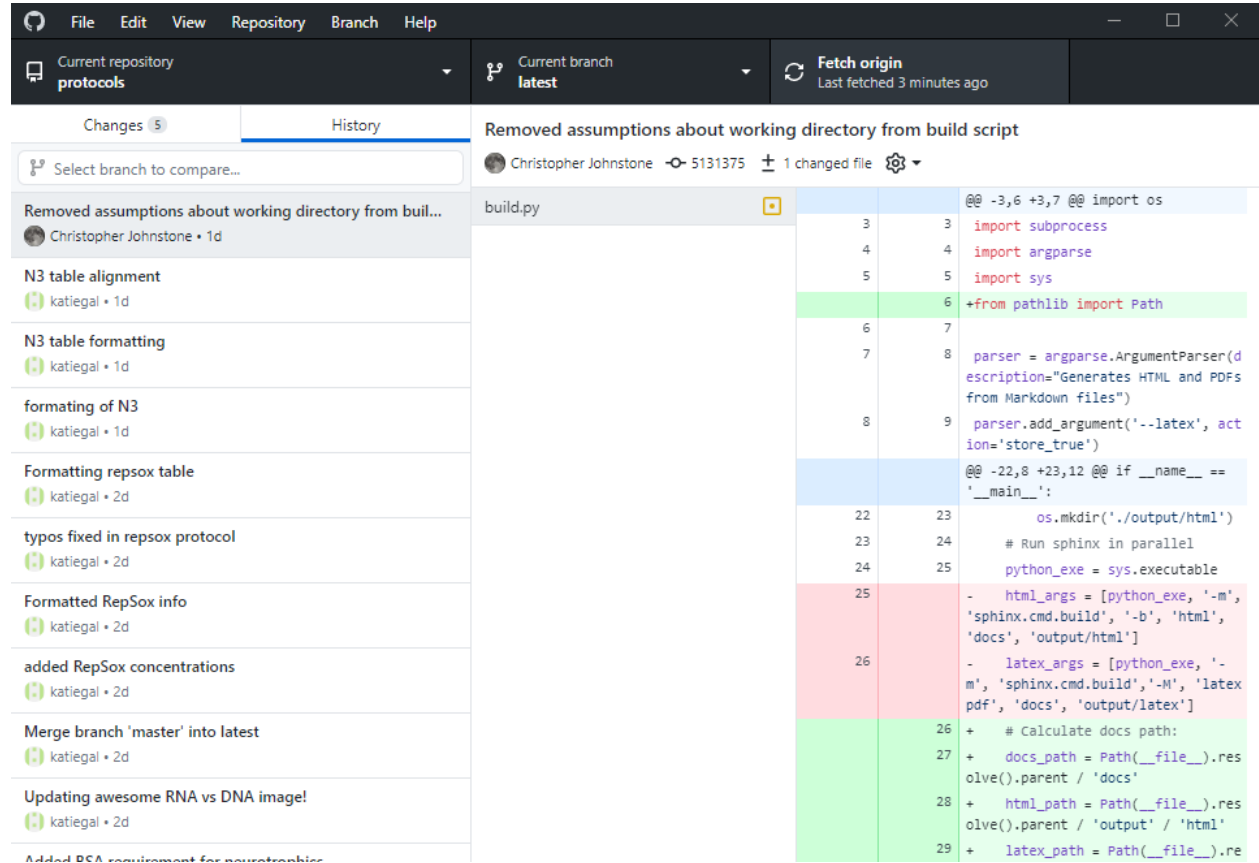 File Edit View Repository Branch Help
Current repository
protocols
Current branch
latest
Fetch origin
Last fetched 3 minutes ago
Changes 5
History
Select branch to compare...
Removed assumptions about working directory from buil...
Christopher Johnstone • 1d
N3 table alignment
katiegal • 1d
N3 table formatting
katiegal • 1d
formating of N3
katiegal • 1d
Formatting repsox table
katiegal • 2d
typos fixed in repsox protocol
katiegal • 2d
Formatted RepSox info
katiegal • 2d
added RepSox concentrations
katiegal • 2d
Merge branch 'master' into latest
katiegal • 2d
Updating awesome RNA vs DNA image!
katiegal • 2d
Added BSA requirement for neurotrophics
Removed assumptions about working directory from build script
Christopher Johnstone 5131375 1 changed file
build.py
@@ -3,6 +3,7 @@ import os
3 3 import subprocess
4 4 import argparse
5 5 import sys
6 +from pathlib import Path
6 7
7 8 parser = argparse.ArgumentParser(d
escription="Generates HTML and PDFs
from Markdown files")
8 9 parser.add_argument('--latex', act
ion='store_true')
@@ -22,8 +23,12 @@ if __name__ ==
'__main__':
22 23 os.mkdir('./output/html')
23 24 # Run sphinx in parallel
24 25 python_exe = sys.executable
25 - html_args = [python_exe, '-m',
'sphinx.cmd.build', '-b', 'html',
'docs', 'output/html']
26 - latex_args = [python_exe, '-
m', 'sphinx.cmd.build','-M', 'latex
pdf', 'docs', 'output/latex']
26 + # Calculate docs path:
27 + docs_path = Path(__file__).res
olve().parent / 'docs'
28 + html_path = Path(__file__).res
olve().parent / 'output' / 'html'
29 + latex_path = Path(__file__).re